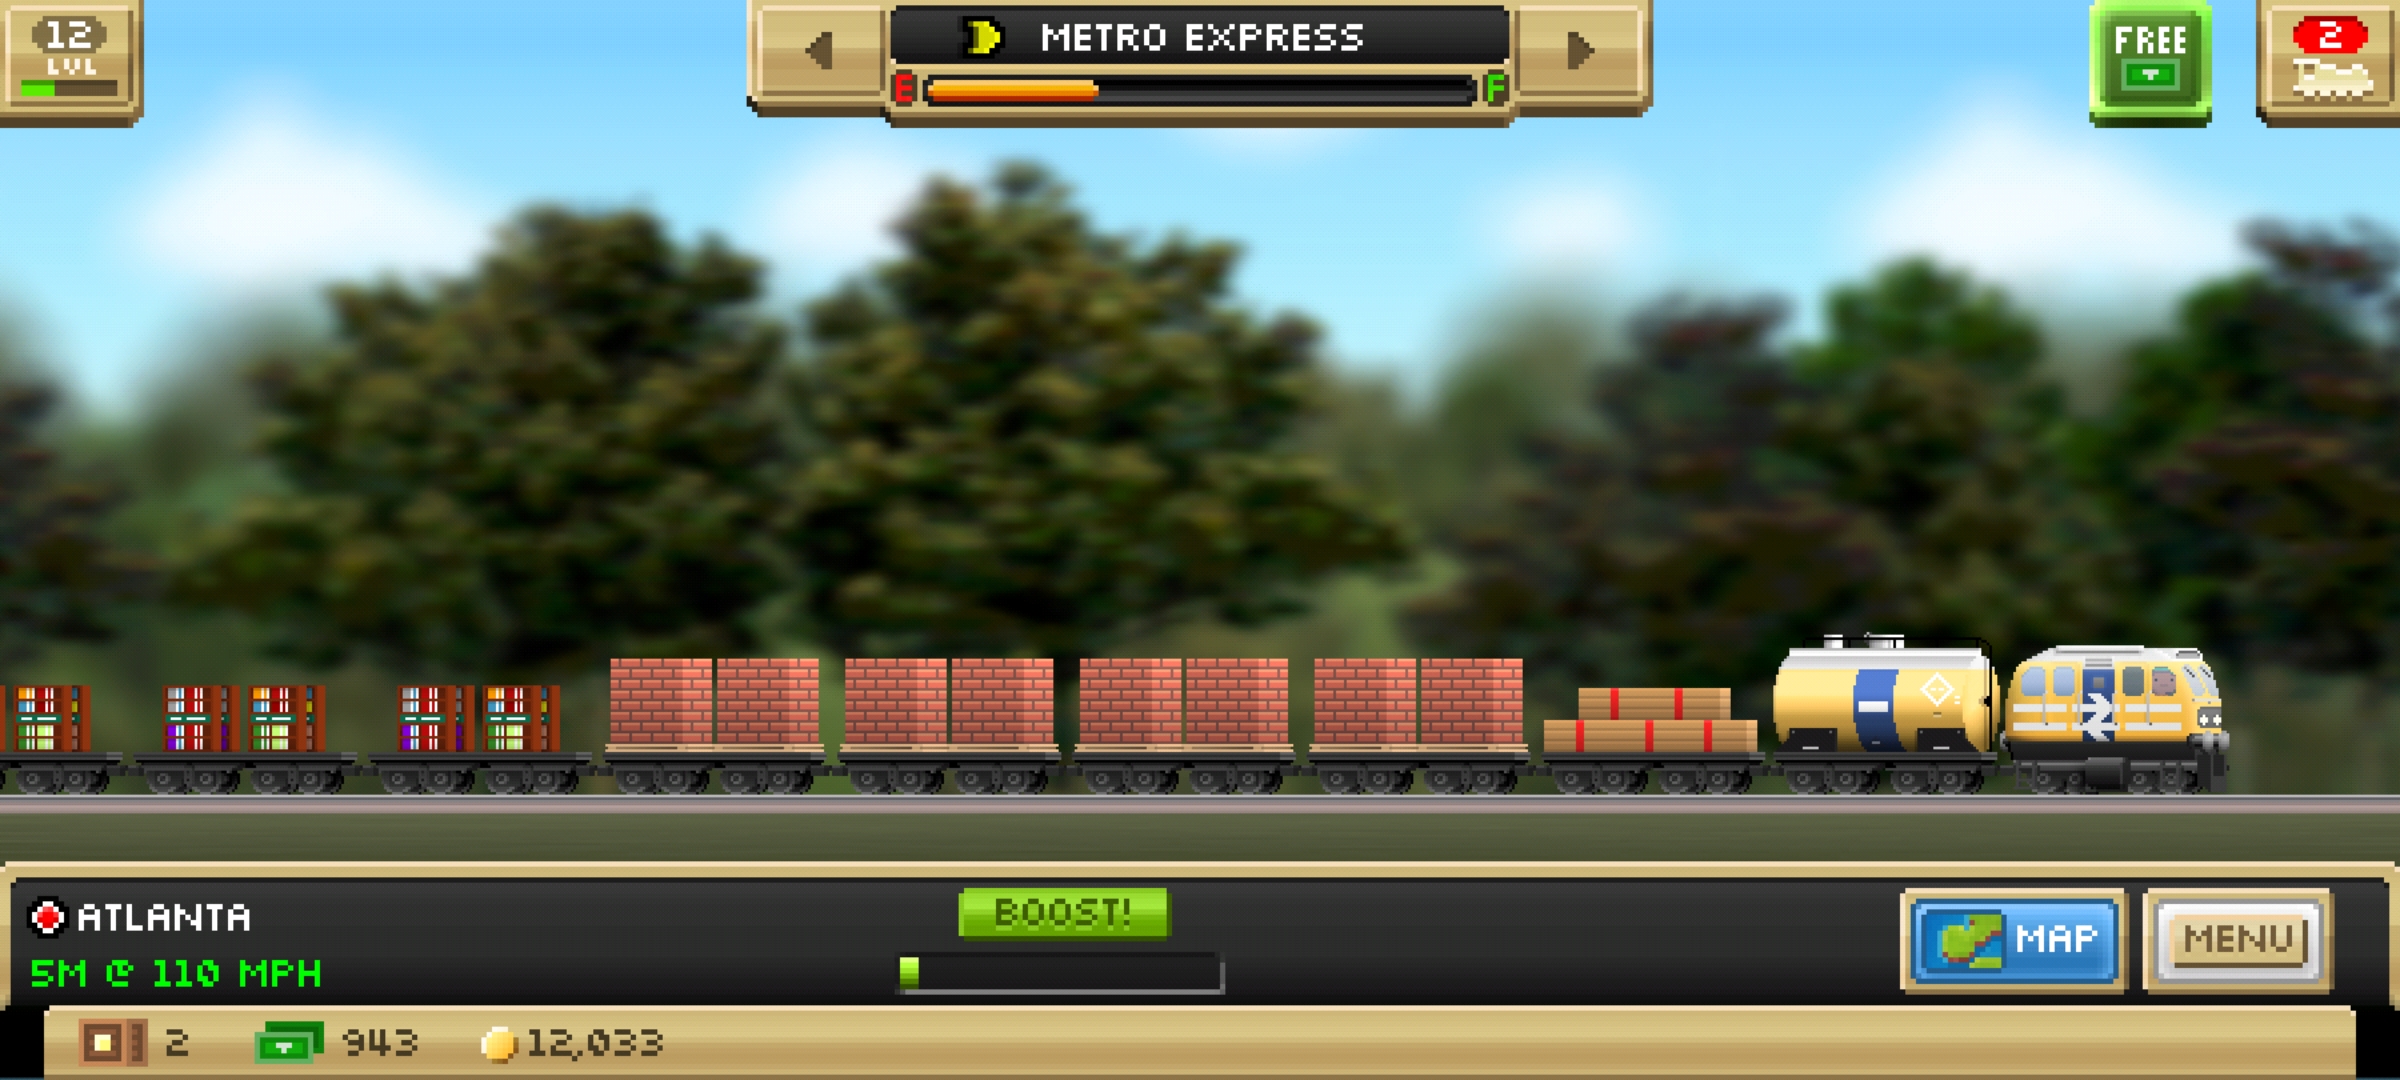 12
LVL
METRO EXPRESS
E F
FREE
2
ATLANTA
5M @ 110 MPH
BOOST!
MAP
MENU
2 943 12,033